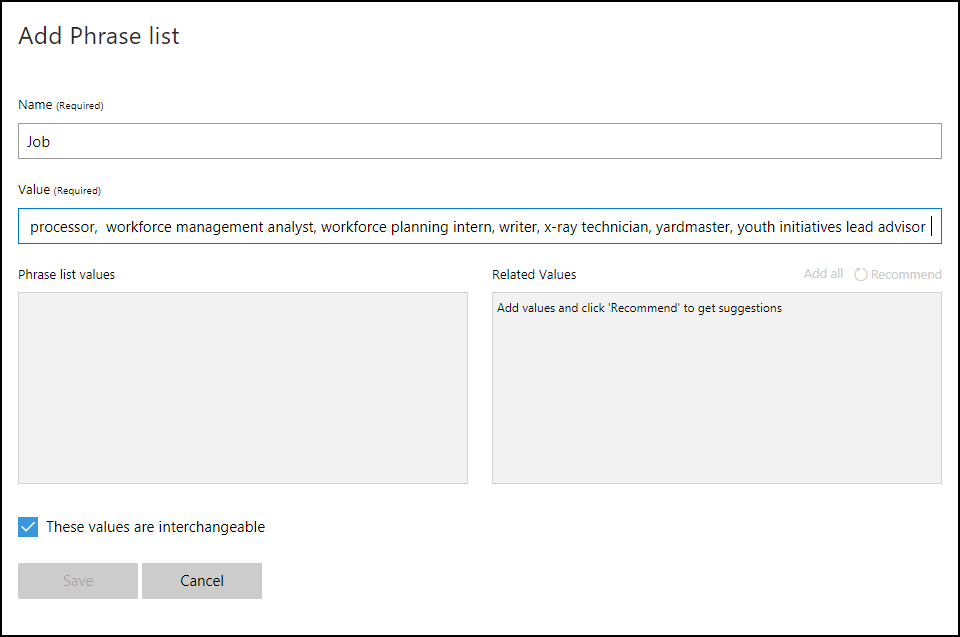 Add Phrase list
Name (Required)
Job
Value (Required)
processor,  workforce management analyst, workforce planning intern, writer, x-ray technician, yardmaster, youth initiatives lead advisor
Phrase list values
Related Values
Add all
Recommend
Add values and click 'Recommend' to get suggestions
These values are interchangeable
Save
Cancel